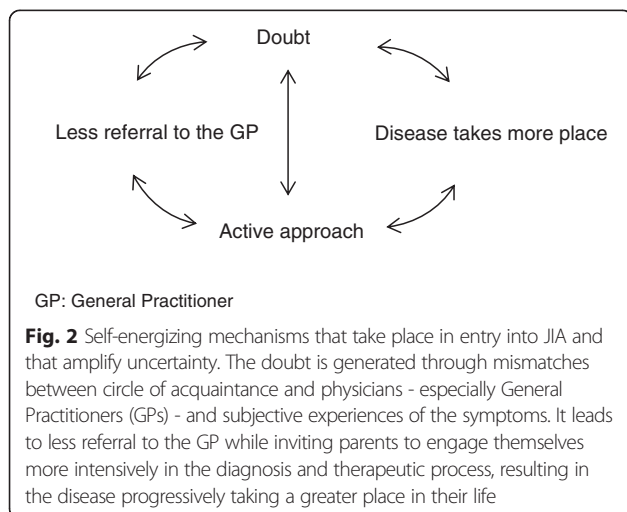 Doubt
Less referral to the GP
Disease takes more place
Active approach
GP: General Practitioner
Fig. 2 Self-energizing mechanisms that take place in entry into JIA and
that amplify uncertainty. The doubt is generated through mismatches
between circle of acquaintance and physicians - especially General
Practitioners (GPs) - and subjective experiences of the symptoms. It leads
to less referral to the GP while inviting parents to engage themselves
more intensively in the diagnosis and therapeutic process, resulting in
the disease progressively taking a greater place in their life